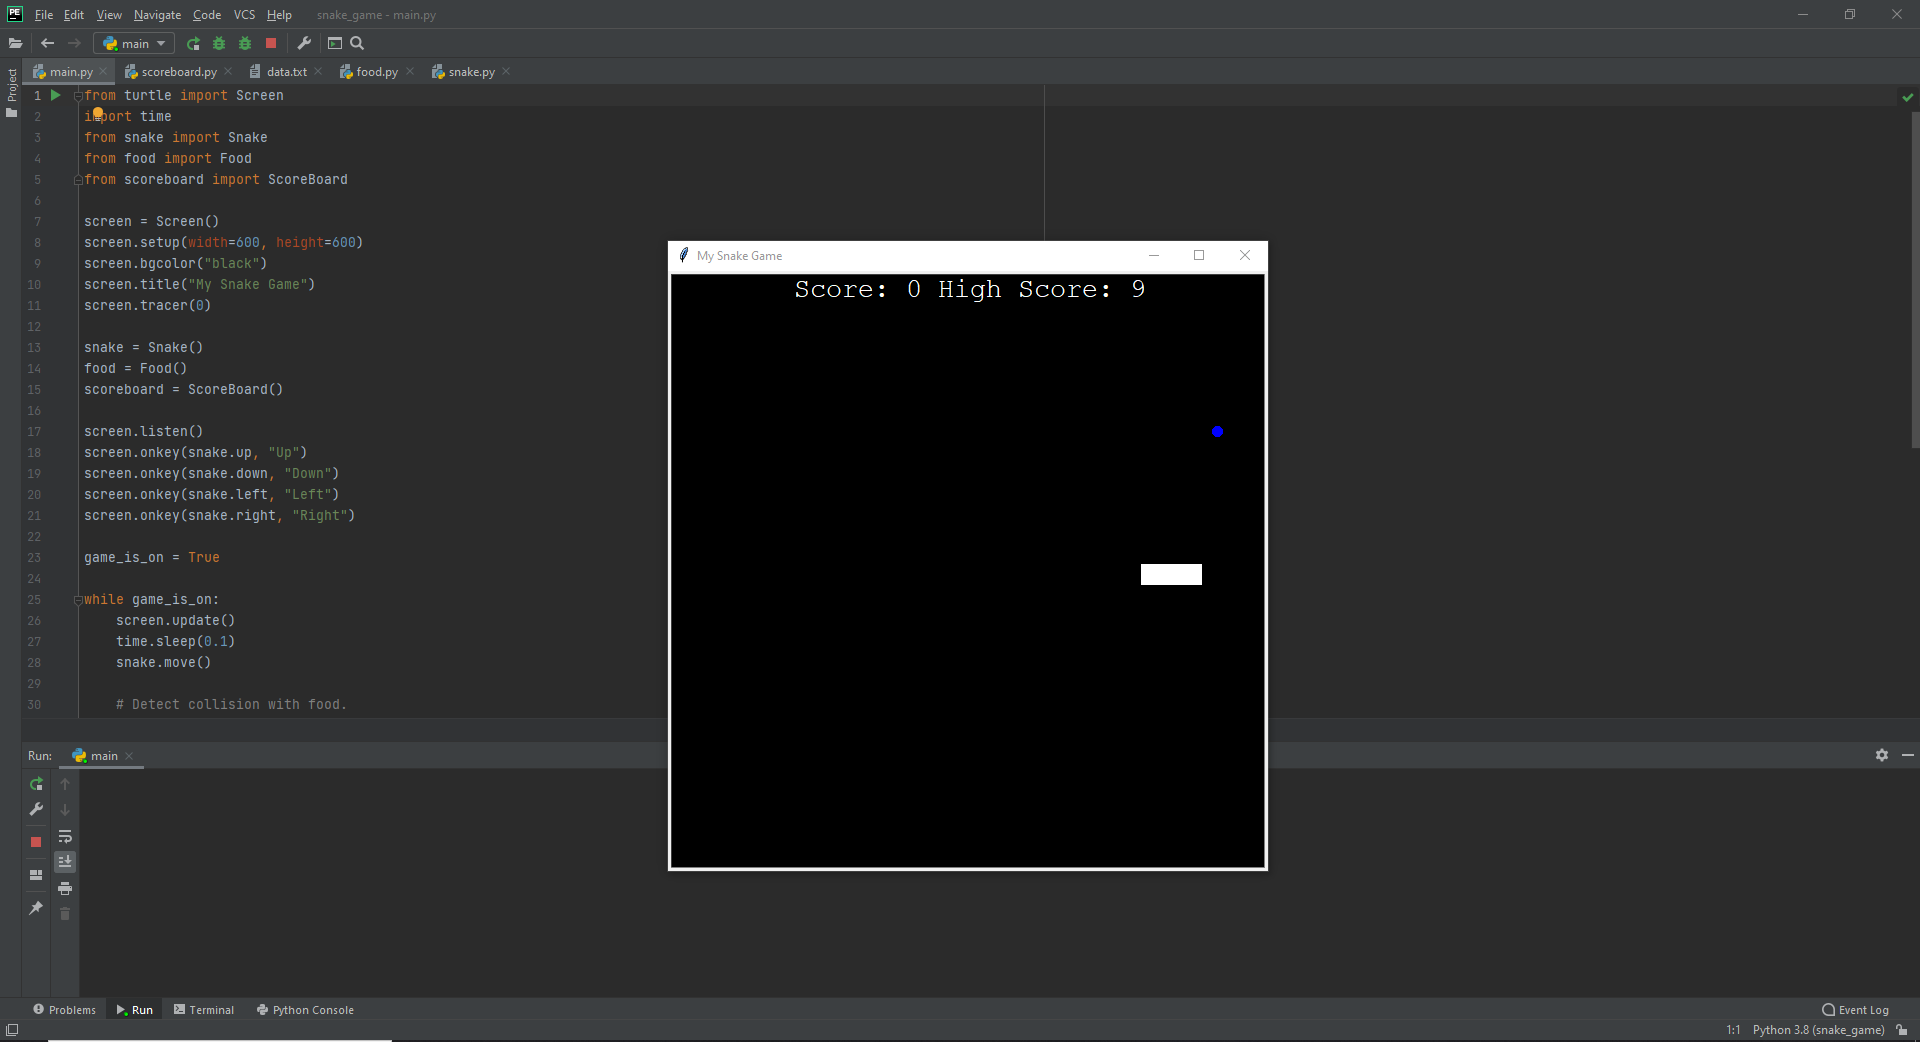 PE File Edit View Navigate Code VCS Help snake_game - main.py
main
main.py scoreboard.py data.txt food.py snake.py
Project
1 from turtle import Screen
2 import time
3 from snake import Snake
4 from food import Food
5 from scoreboard import ScoreBoard
6
7 screen = Screen()
8 screen.setup(width=600, height=600)
9 screen.bgcolor("black")
10 screen.title("My Snake Game")
11 screen.tracer(0)
12
13 snake = Snake()
14 food = Food()
15 scoreboard = ScoreBoard()
16
17 screen.listen()
18 screen.onkey(snake.up, "Up")
19 screen.onkey(snake.down, "Down")
20 screen.onkey(snake.left, "Left")
21 screen.onkey(snake.right, "Right")
22
23 game_is_on = True
24
25 while game_is_on:
26 screen.update()
27 time.sleep(0.1)
28 snake.move()
29
30 # Detect collision with food.
My Snake Game
Score: 0 High Score: 9
Run: main
Problems Run Terminal Python Console Event Log
1:1 Python 3.8 (snake_game)